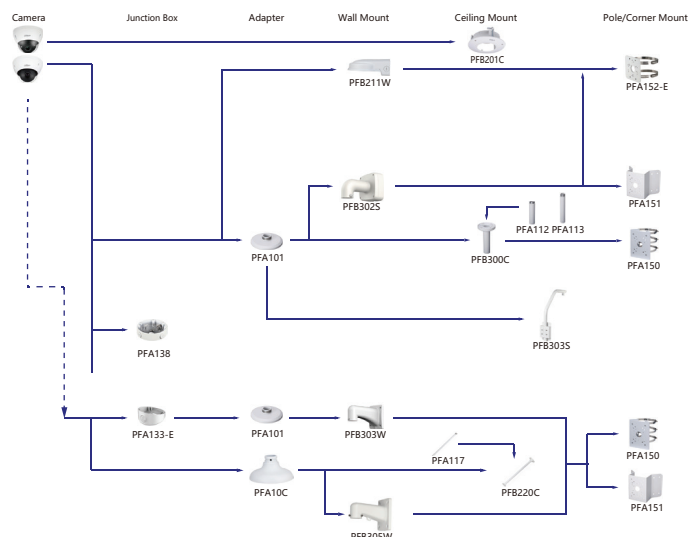 Camera
Junction Box
Adapter
Wall Mount
Ceiling Mount
Pole/Corner Mount
PFB201C
PFB211W
PFA152-E
PFB302S
PFA151
PFA112
PFA113
PFA101
PFB300C
PFA150
PFA138
PFB303S
PFA133-E
PFA101
PFB303W
PFA117
PFA150
PFA10C
PFB220C
PFA151
PFB305W